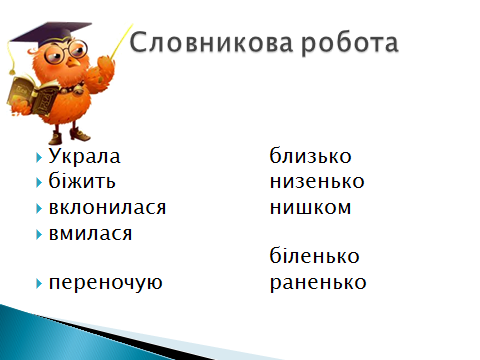 Словникова робота
Украла близько
біжить низенько
вклонилася нишком
вмилася
біленько
переночую раненько